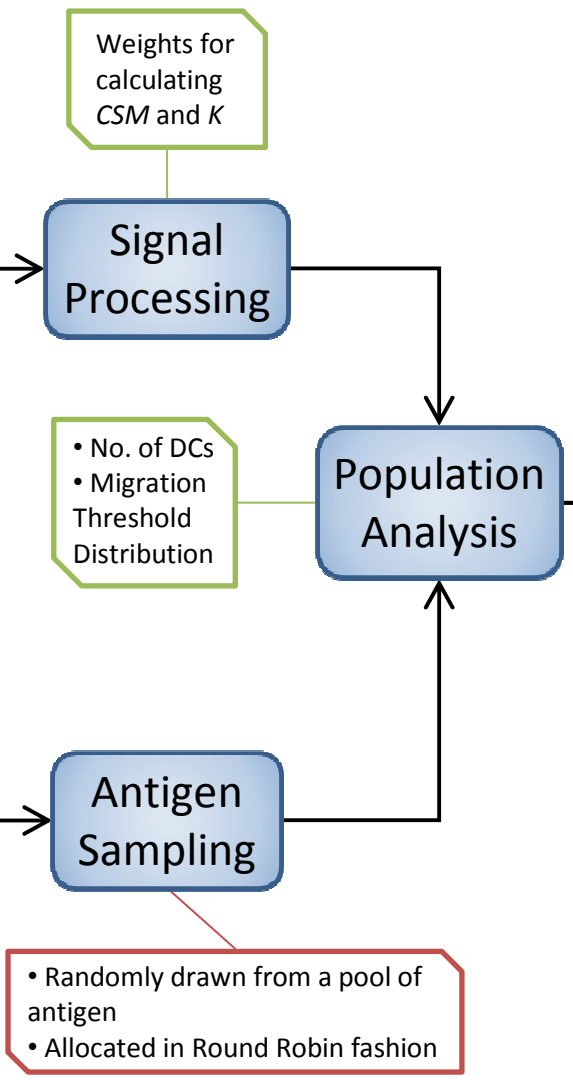 Weights for
calculating
CSM and K
Signal
Processing
• No. of DCs
• Migration
Threshold
Distribution
Population
Analysis
Antigen
Sampling
• Randomly drawn from a pool of
antigen
• Allocated in Round Robin fashion